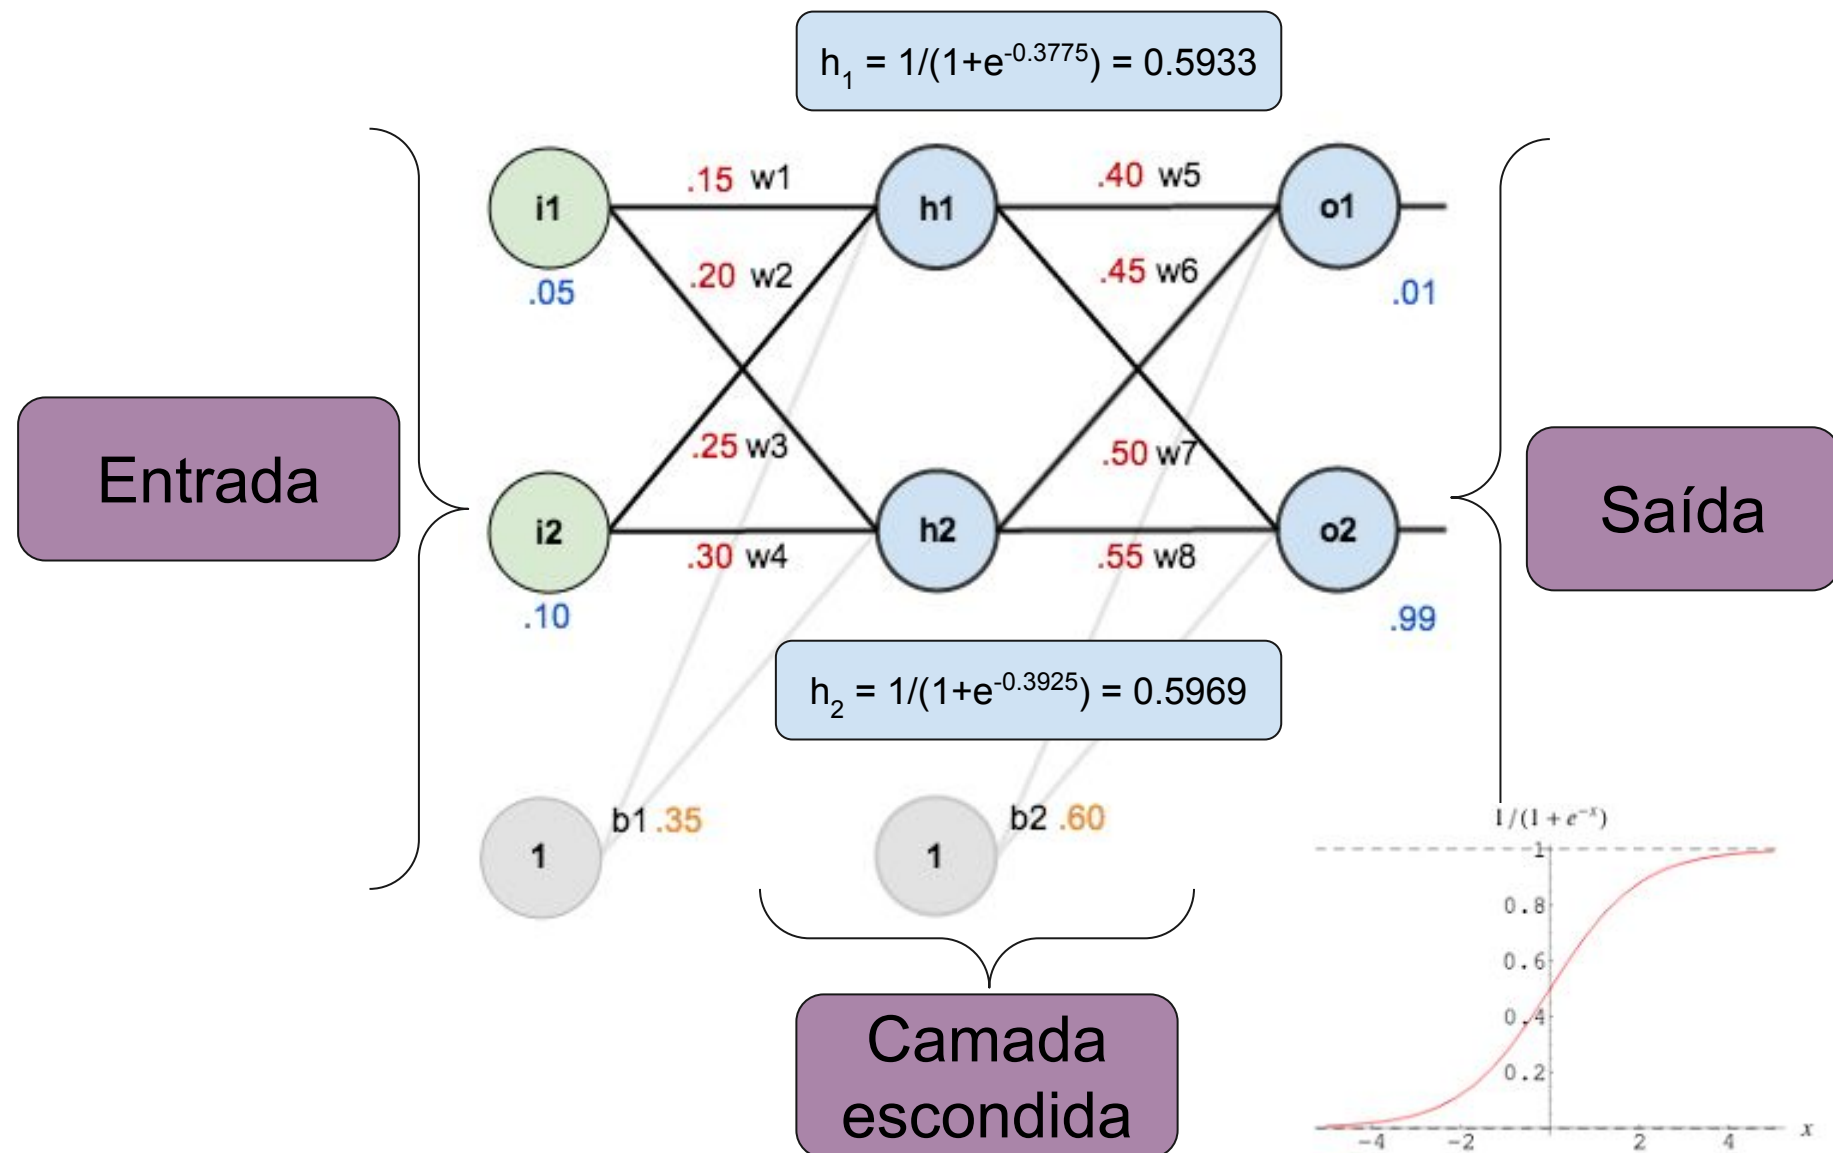 h1 = 1/(1+e-0.3775) = 0.5933
.15 w1
.40 w5
i1
h1
o1
.20 w2
.45 w6
.05
.01
Entrada
.25 w3
.50 w7
Saída
i2
h2
o2
.30 w4
.55 w8
.10
.99
h2 = 1/(1+e-0.3925) = 0.5969
b1 .35
b2 .60
1
1
1/(1 + e-x)
1
0.8
0.6
0.4
0.2
-4 -2 2 4 x
Camada
escondida